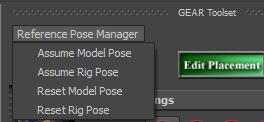 GEAR Toolset
Reference Pose Manager
Assume Model Pose
Assume Rig Pose
Reset Model Pose
Reset Rig Pose
Edit Placement
ngs